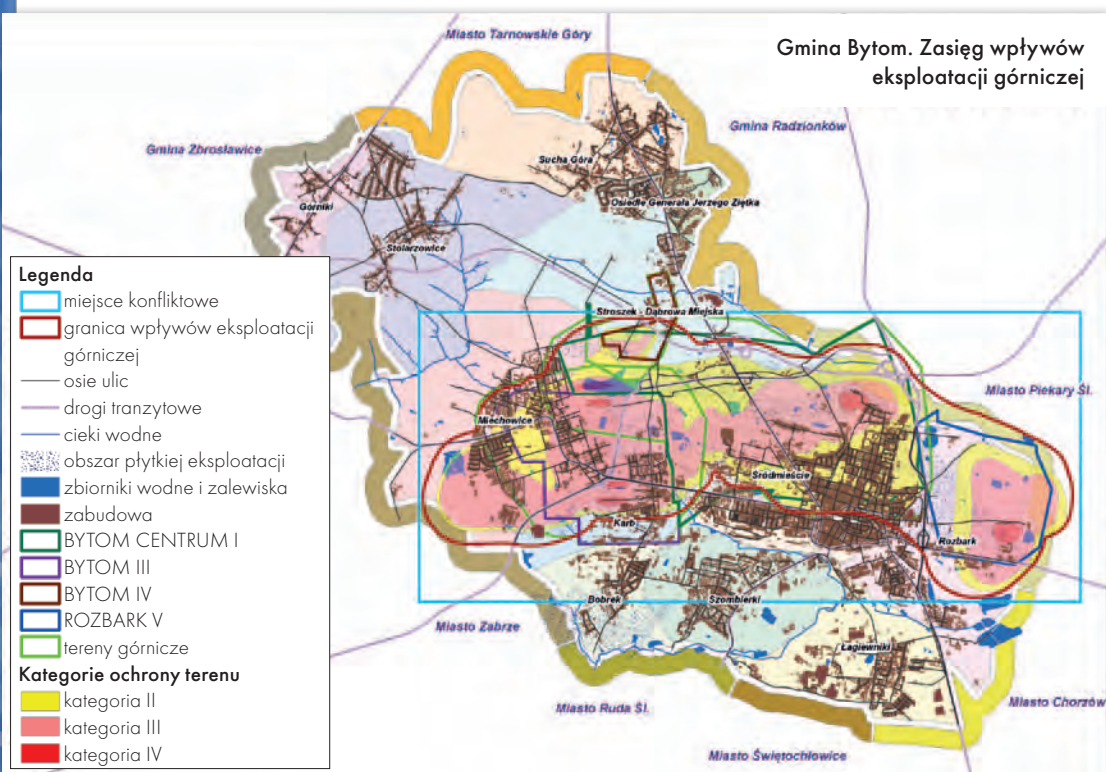 Gmina Bytom. Zasięg wpływów
eksploatacji górniczej
Miasto Tarnowskie Góry
Gmina Radzionków
Gmina Zbrosławice
Sucha Góra
Osiedle Generała Jerzego Ziętka
Górniki
Stolarzowice
Stroszek - Dąbrowa Miejska
Miasto Piekary Śl.
Miechowice
Śródmieście
Karb
Rozbark
Bobrek
Szombierki
Miasto Zabrze
Łagiewniki
Miasto Ruda Śl.
Miasto Chorzów
Miasto Świętochłowice
Legenda
miejsce konfliktowe
granica wpływów eksploatacji
górniczej
osie ulic
drogi tranzytowe
cieki wodne
obszar płytkiej eksploatacji
zbiorniki wodne i zalewiska
zabudowa
BYTOM CENTRUM I
BYTOM III
BYTOM IV
ROZBARK V
tereny górnicze
Kategorie ochrony terenu
kategoria II
kategoria III
kategoria IV